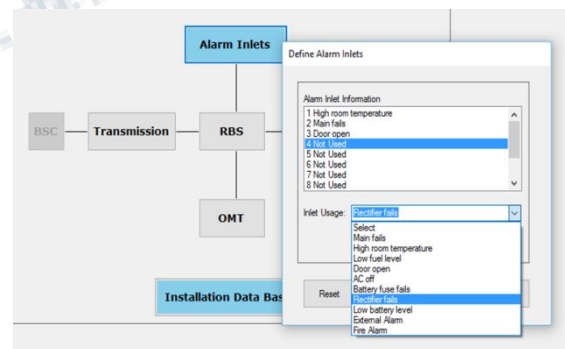 Alarm Inlets
BSC
Transmission
RBS
OMT
Installation Data Bas
Define Alarm Inlets
Alarm Inlet Information
1 High room temperature
2 Main fails
3 Door open
4 Not Used
5 Not Used
6 Not Used
7 Not Used
8 Not Used
Inlet Usage: Rectifier fails
Select
Main fails
High room temperature
Low fuel level
Door open
AC off
Battery fuse fails
Rectifier fails
Low battery level
External Alarm
Fire Alarm
Reset